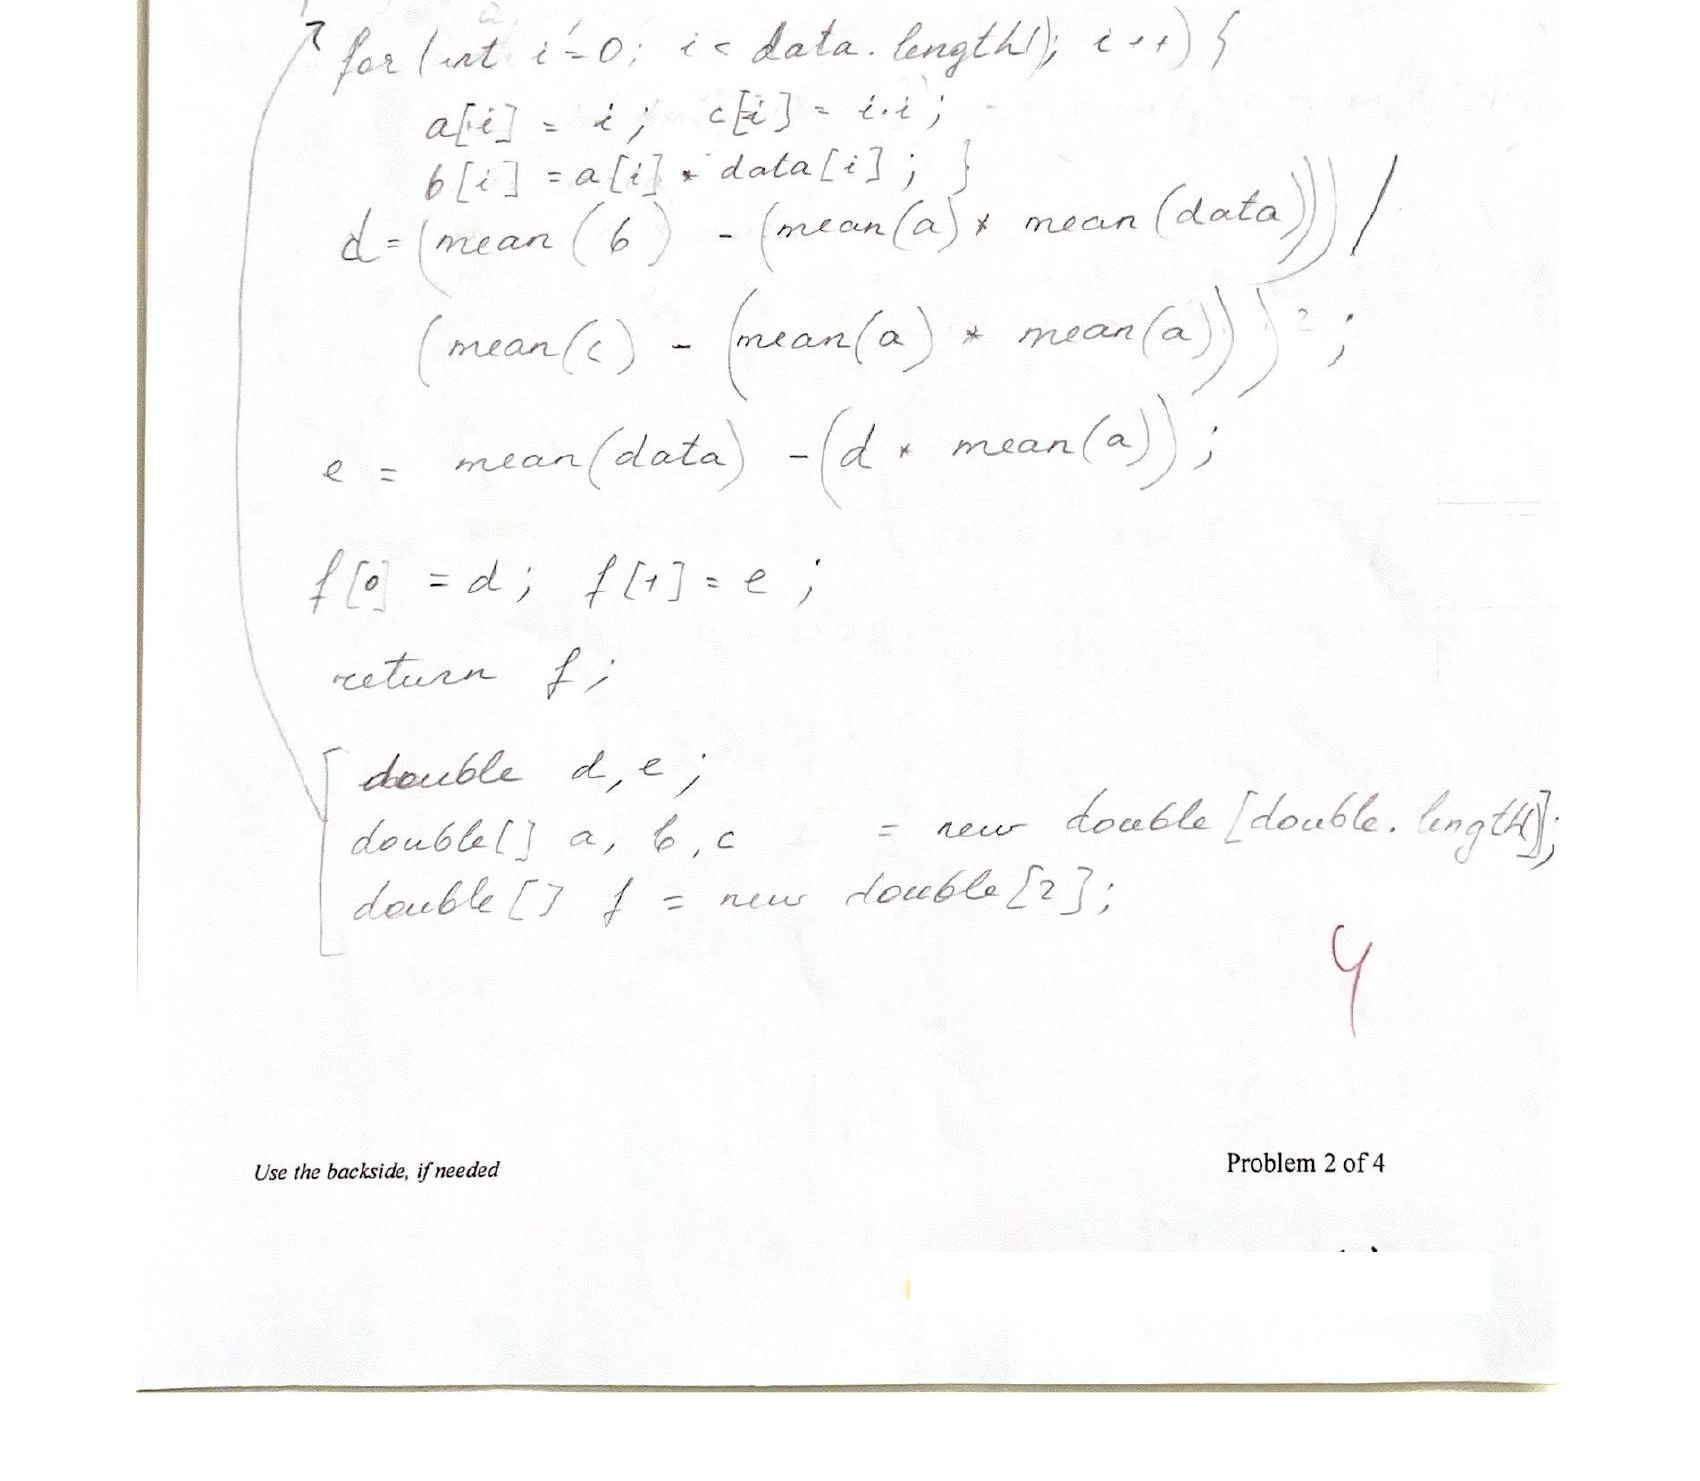 for (int i=0; i < data.length(); i++) {
a[i] = i; c[i] = i·i;
b[i] = a[i] * data[i]; }
d = (mean(b) - (mean(a) * mean(data))) /
(mean(c) - (mean(a) * mean(a)))²;
e = mean(data) - (d * mean(a));
f[0] = d; f[1] = e;
return f;
double d, e;
double[] a, b, c = new double[double.length()];
double[] f = new double[2];
4
Use the backside, if needed
Problem 2 of 4